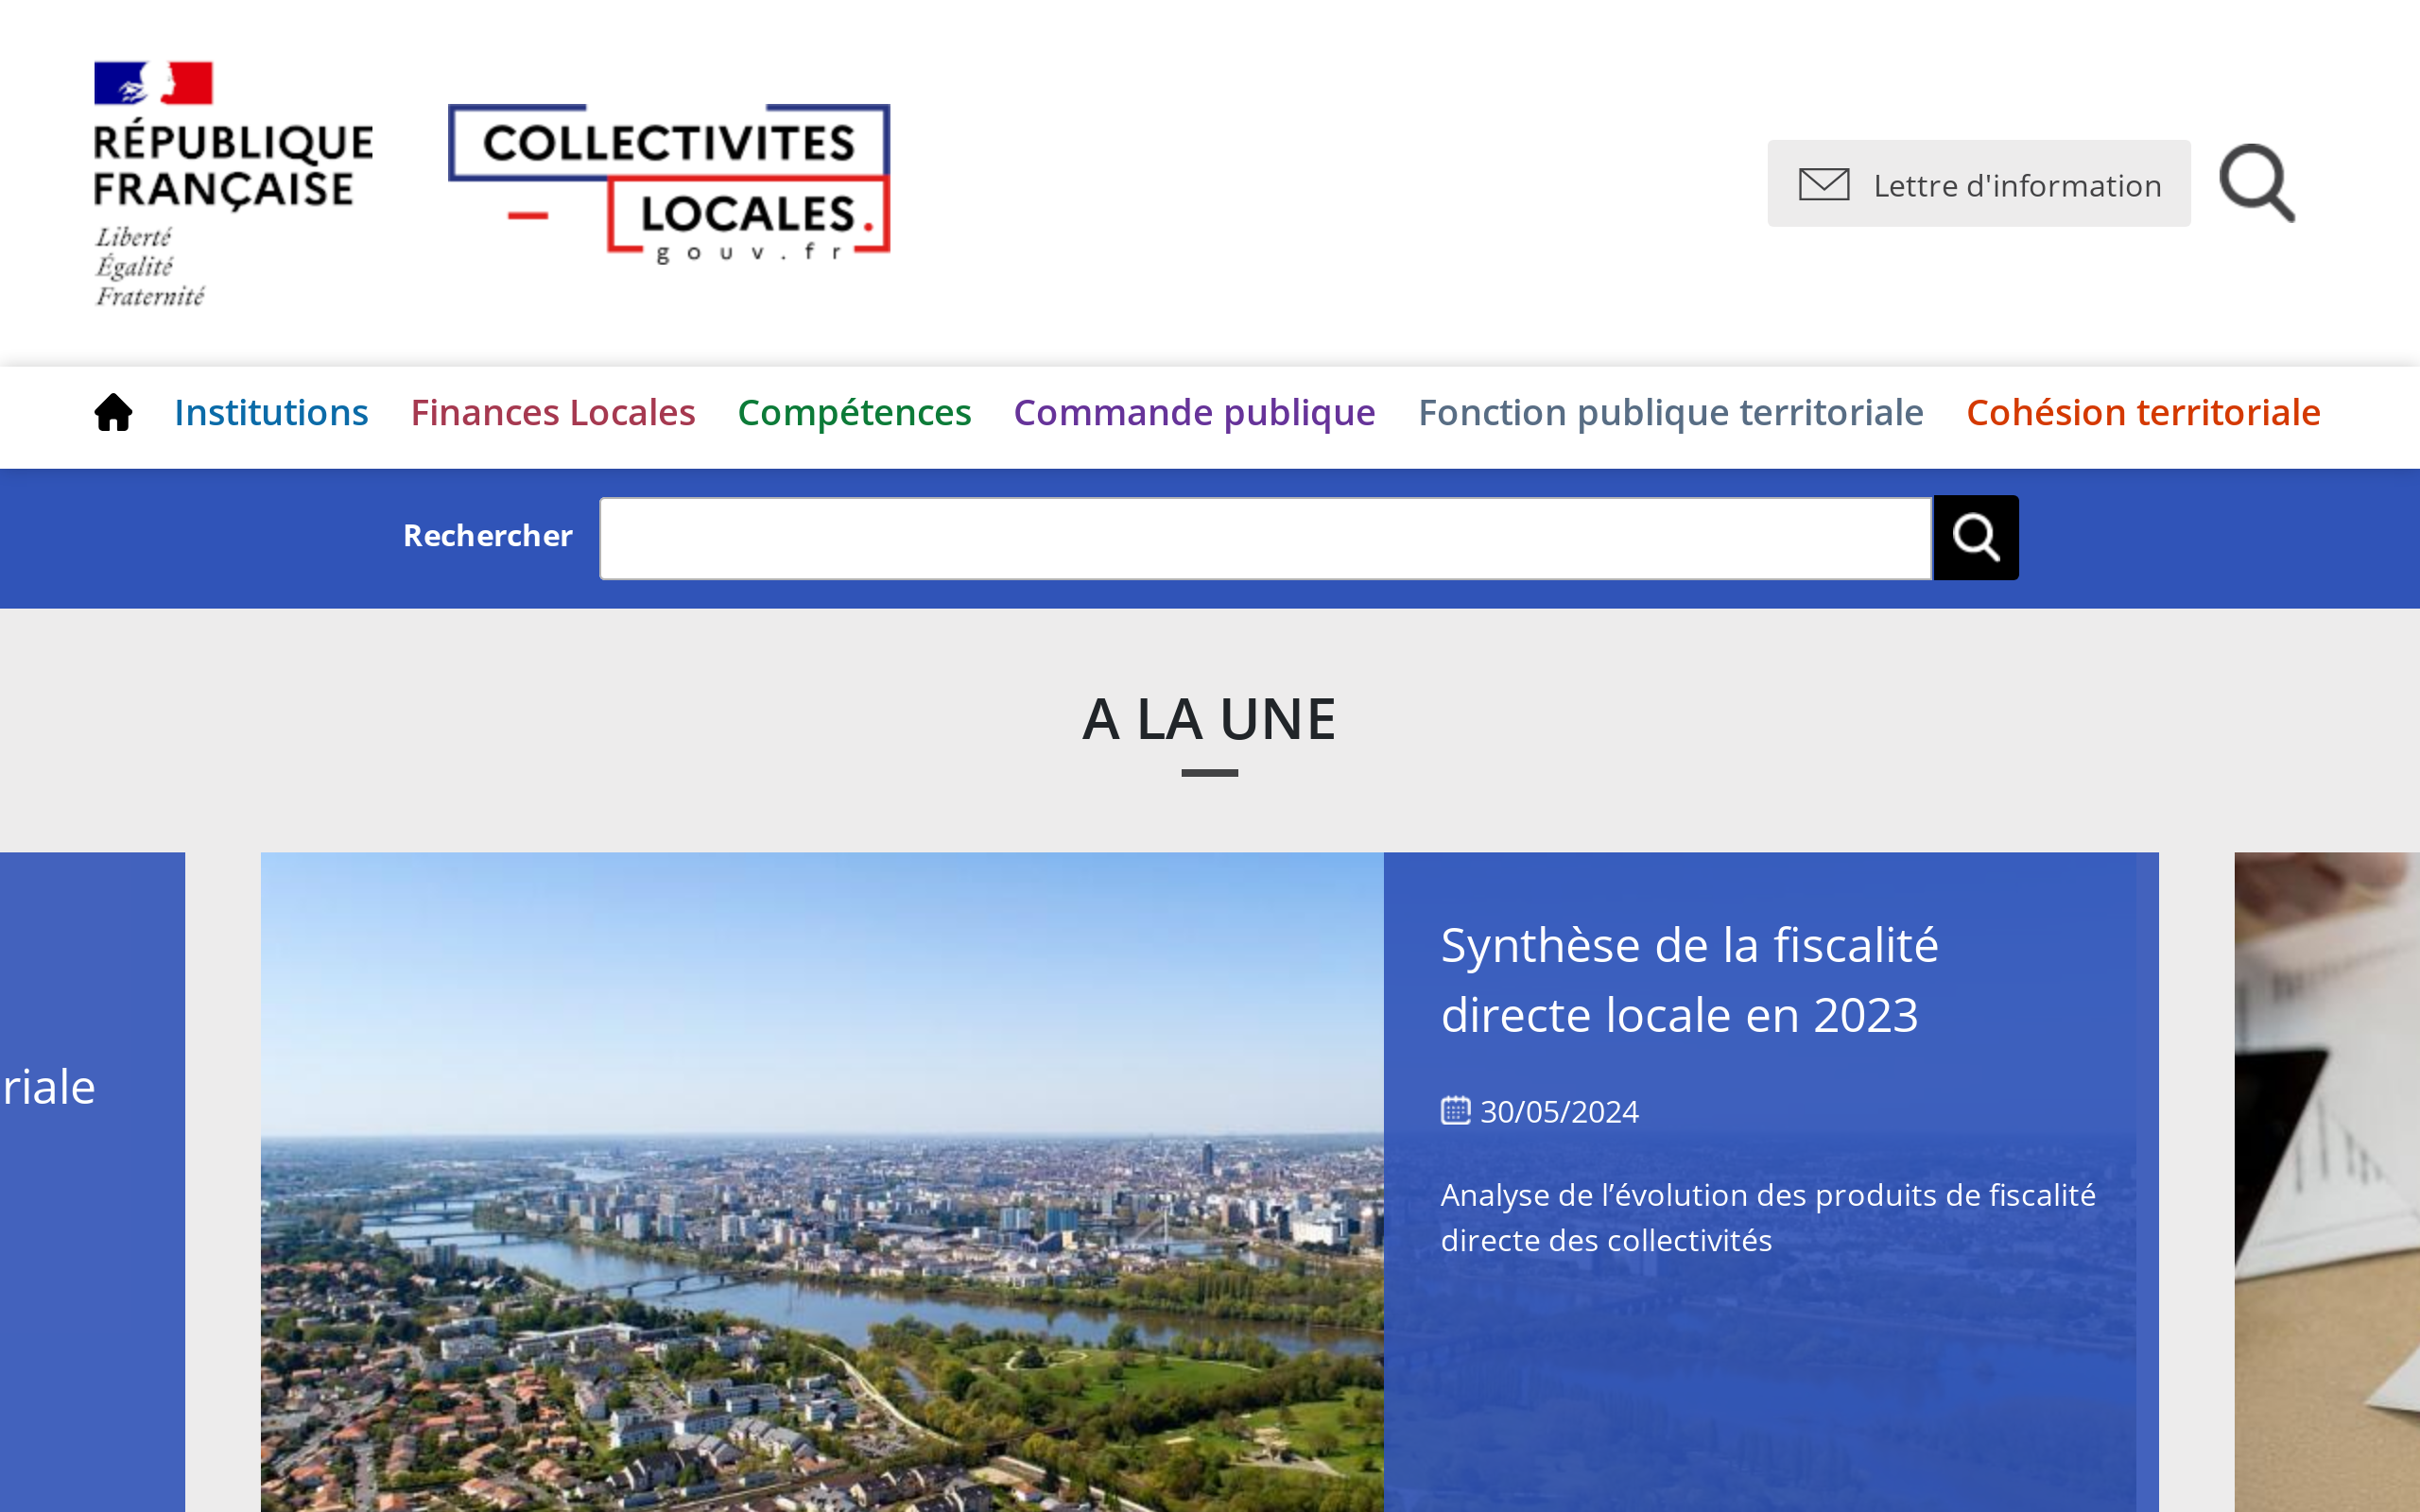 RÉPUBLIQUE
FRANÇAISE
Liberté
Égalité
Fraternité
COLLECTIVITES
LOCALES.
gouv.fr
Lettre d'information
Institutions Finances Locales Compétences Commande publique Fonction publique territoriale Cohésion territoriale
Rechercher
A LA UNE
riale
Synthèse de la fiscalité
directe locale en 2023
30/05/2024
Analyse de l’évolution des produits de fiscalité
directe des collectivités